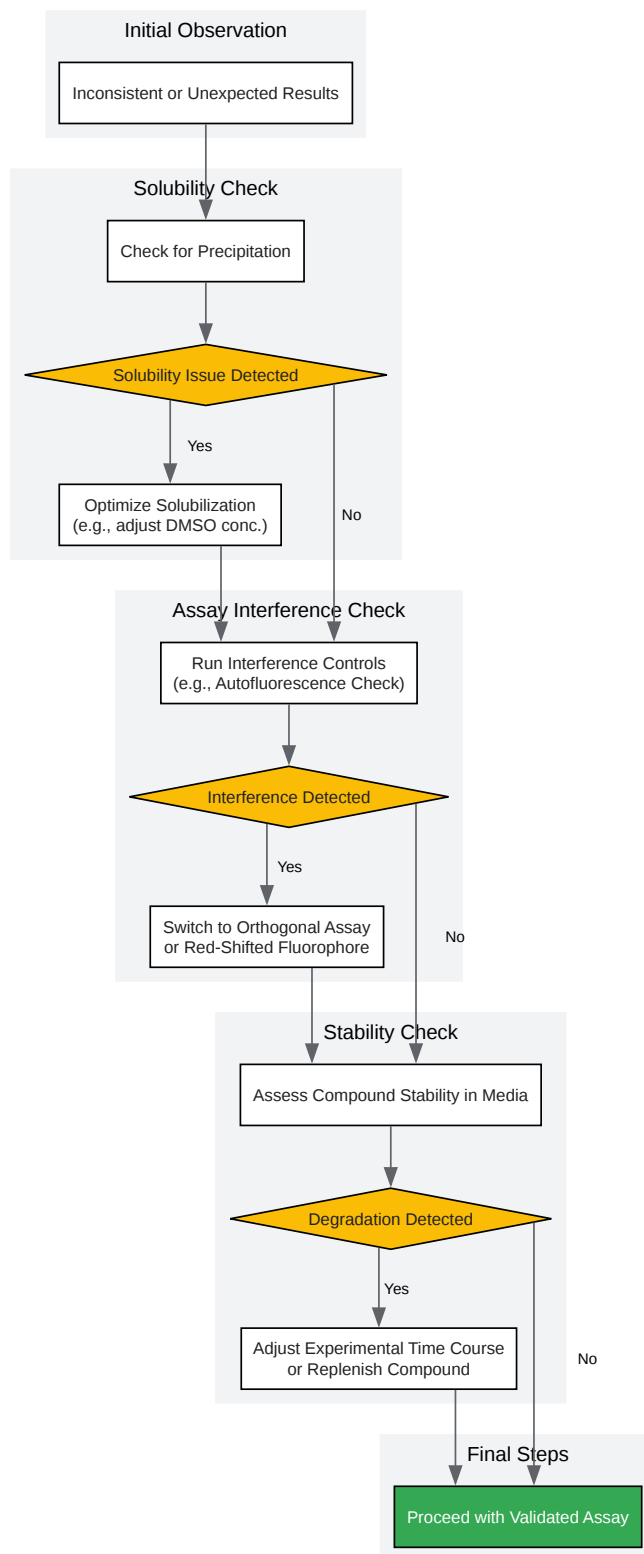 Initial Observation
Inconsistent or Unexpected Results
Solubility Check
Check for Precipitation
Solubility Issue Detected
Yes
Optimize Solubilization
(e.g., adjust DMSO conc.)
No
Assay Interference Check
Run Interference Controls
(e.g., Autofluorescence Check)
Interference Detected
Yes
Switch to Orthogonal Assay
or Red-Shifted Fluorophore
No
Stability Check
Assess Compound Stability in Media
Degradation Detected
Yes
Adjust Experimental Time Course
or Replenish Compound
No
Final Steps
Proceed with Validated Assay